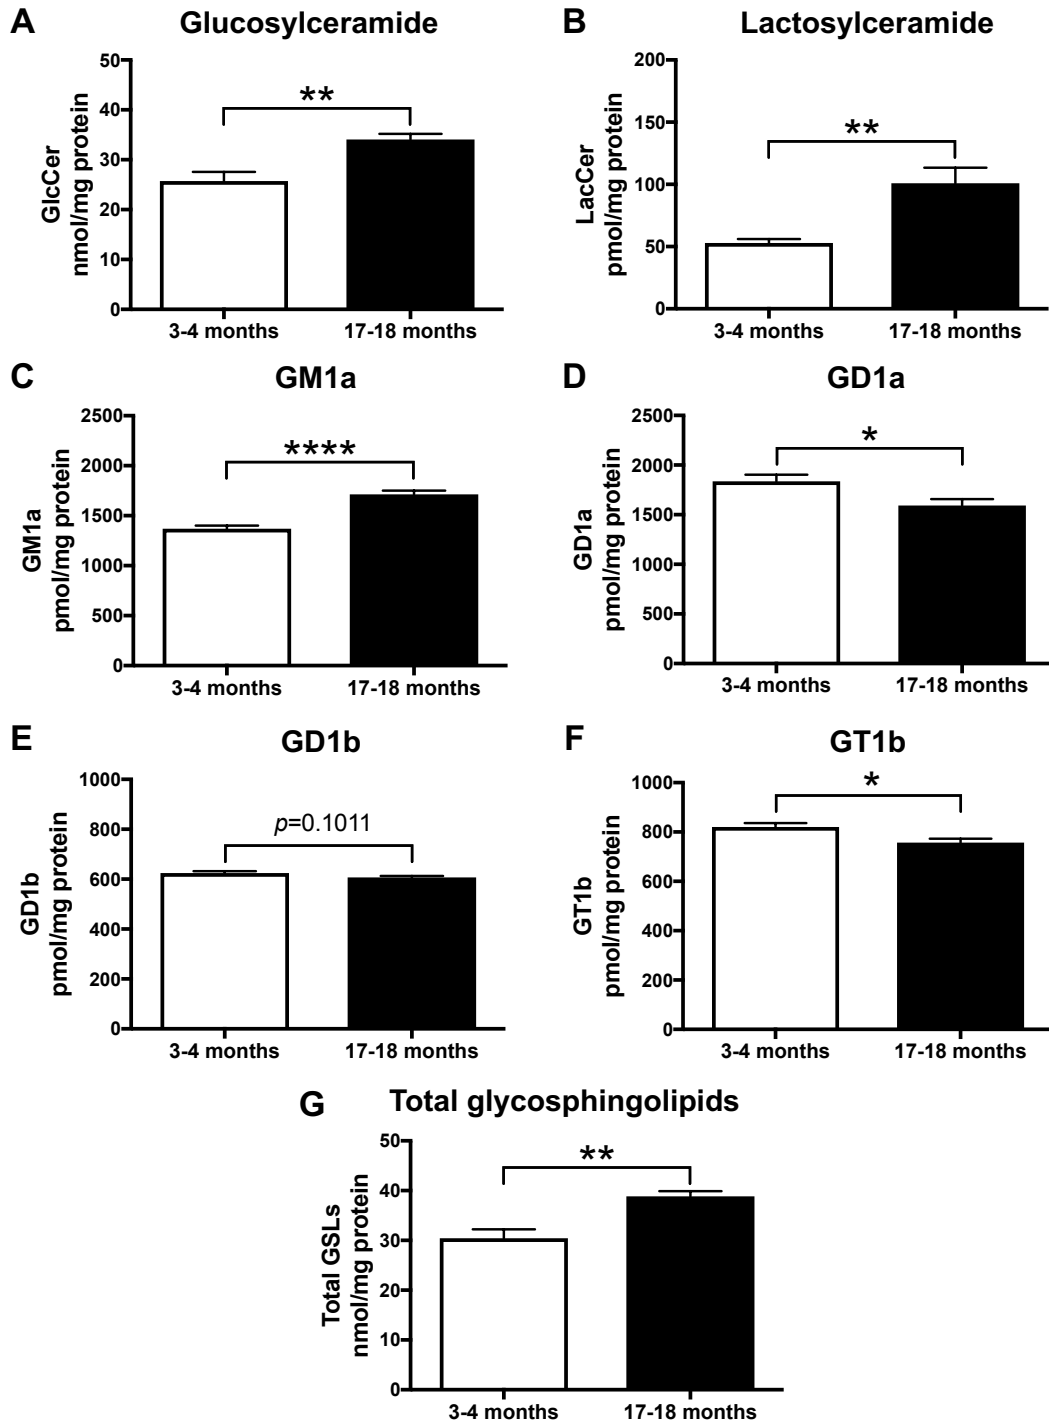 A Glucosylceramide
50
40
30
20
10
0
GlcCer
nmol/mg protein
**
3-4 months 17-18 months
B Lactosylceramide
200
150
100
50
0
LacCer
pmol/mg protein
**
3-4 months 17-18 months
C GM1a
2500
2000
1500
1000
500
0
GM1a
pmol/mg protein
****
3-4 months 17-18 months
D GD1a
2500
2000
1500
1000
500
0
GD1a
pmol/mg protein
*
3-4 months 17-18 months
E GD1b
1000
800
600
400
200
0
GD1b
pmol/mg protein
p=0.1011
3-4 months 17-18 months
F GT1b
1000
800
600
400
200
0
GT1b
pmol/mg protein
*
3-4 months 17-18 months
G Total glycosphingolipids
50
40
30
20
10
0
Total GSLs
nmol/mg protein
**
3-4 months 17-18 months